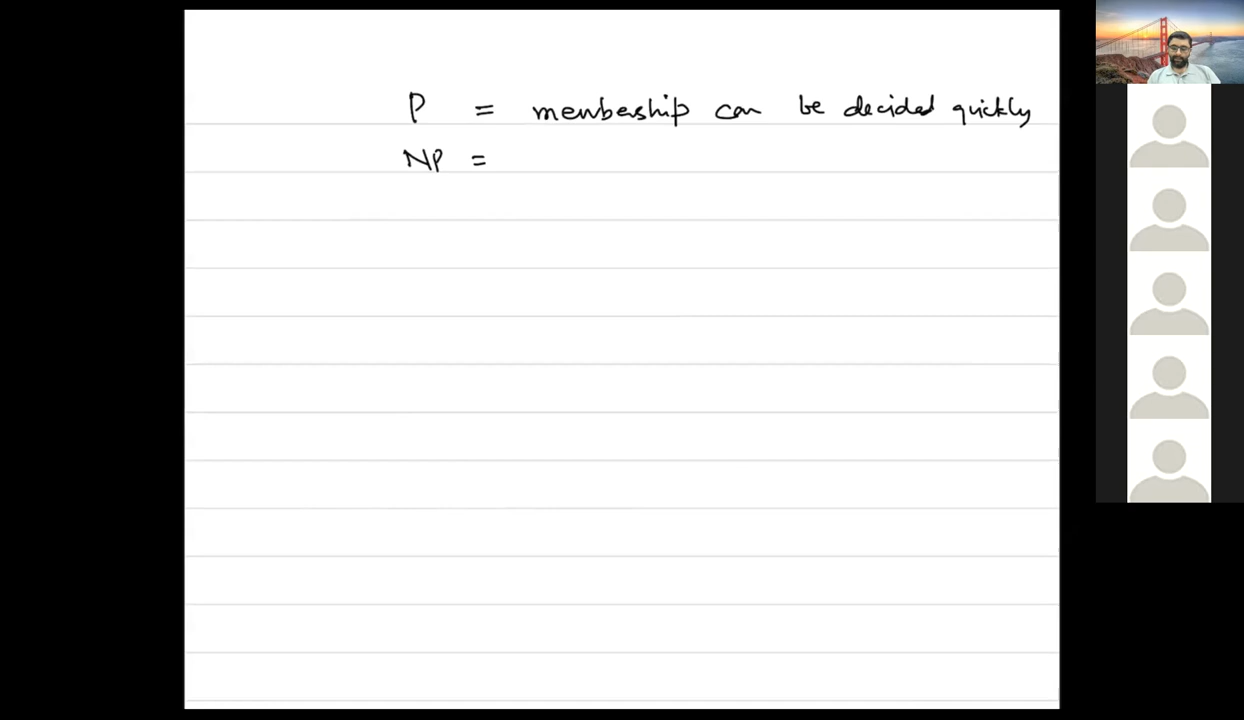 P = membership can be decided quickly
NP =